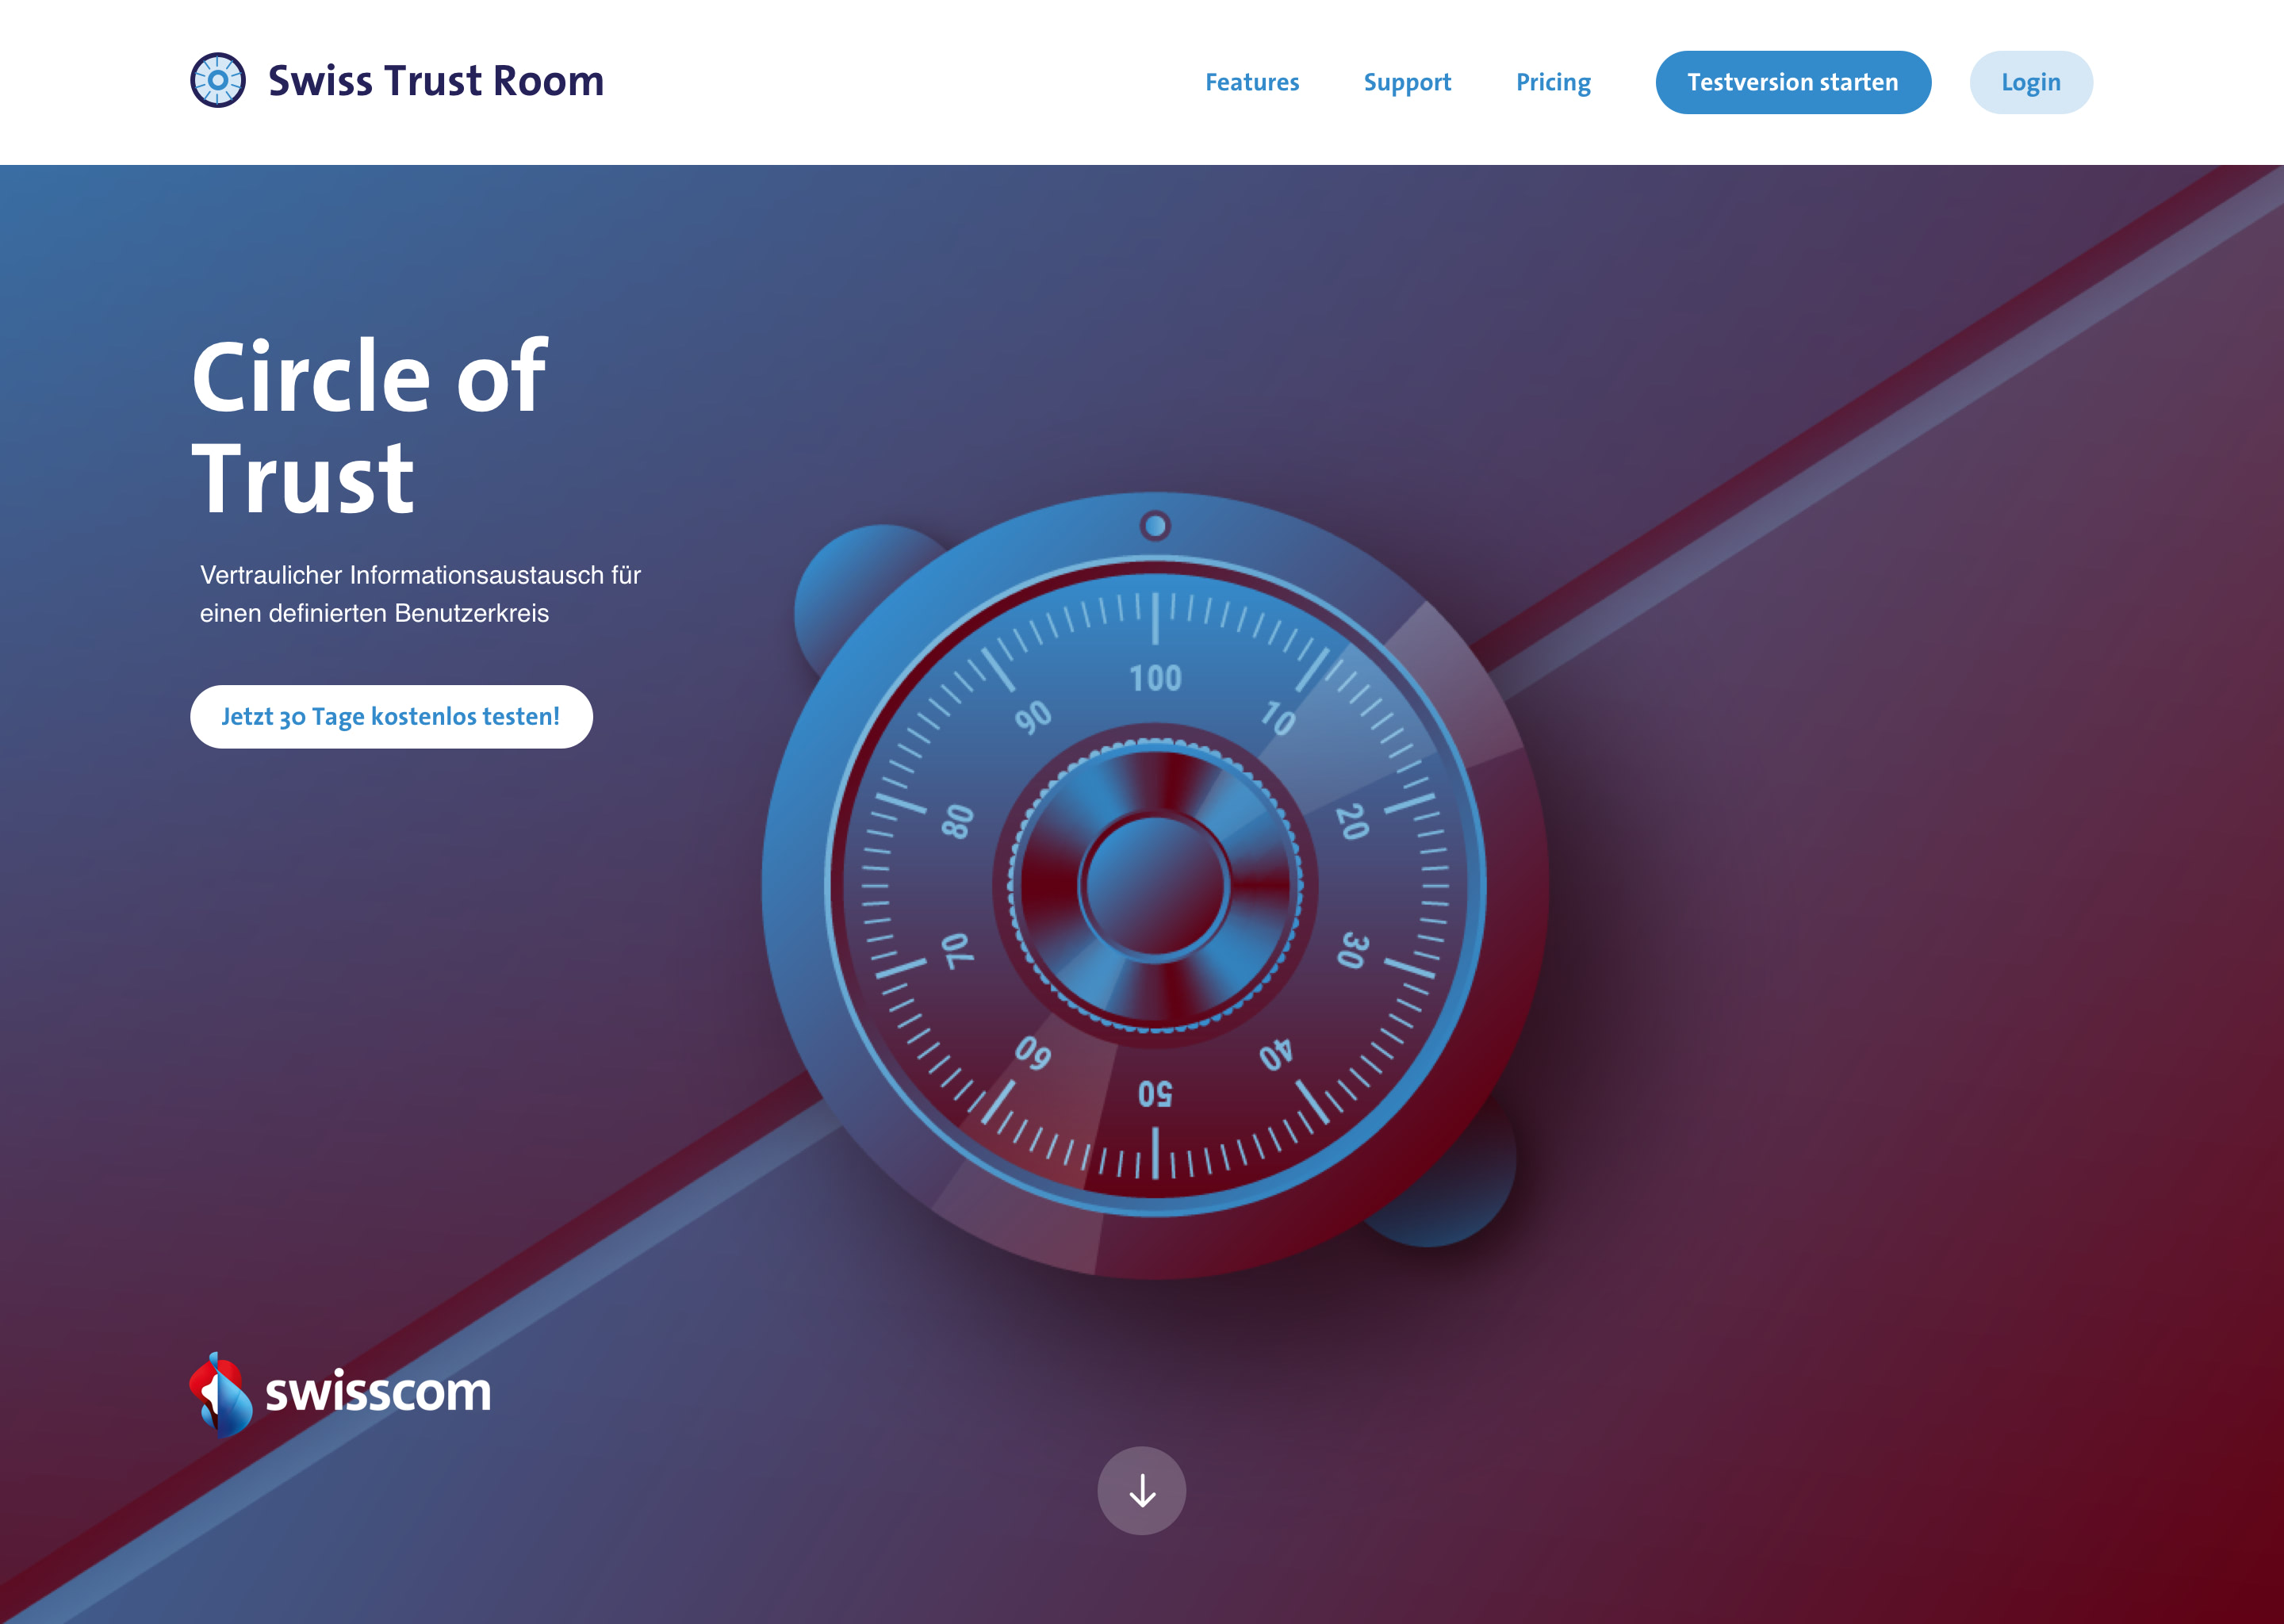 Swiss Trust Room
Features
Support
Pricing
Testversion starten
Login
Circle of
Trust
Vertraulicher Informationsaustausch für
einen definierten Benutzerkreis
Jetzt 30 Tage kostenlos testen!
100
10
20
30
40
50
60
70
80
90
swisscom